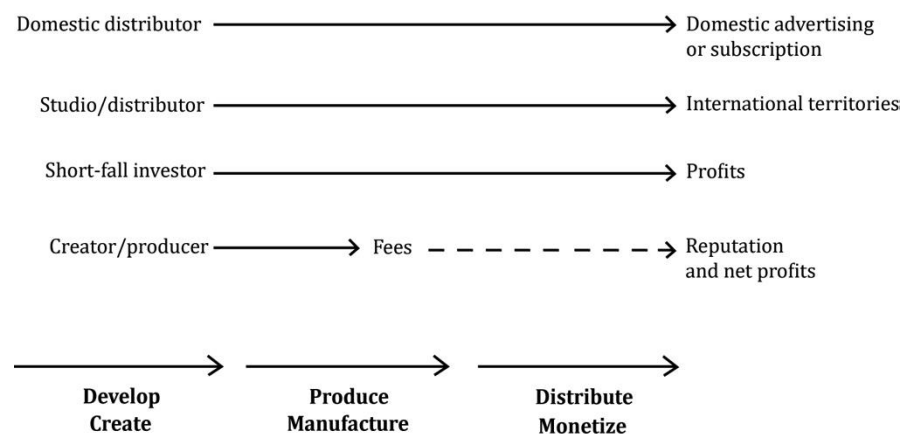 Domestic distributor
Domestic advertising
or subscription
Studio/distributor
International territories
Short-fall investor
Profits
Creator/producer
Fees
Reputation
and net profits
Develop
Create
Produce
Manufacture
Distribute
Monetize